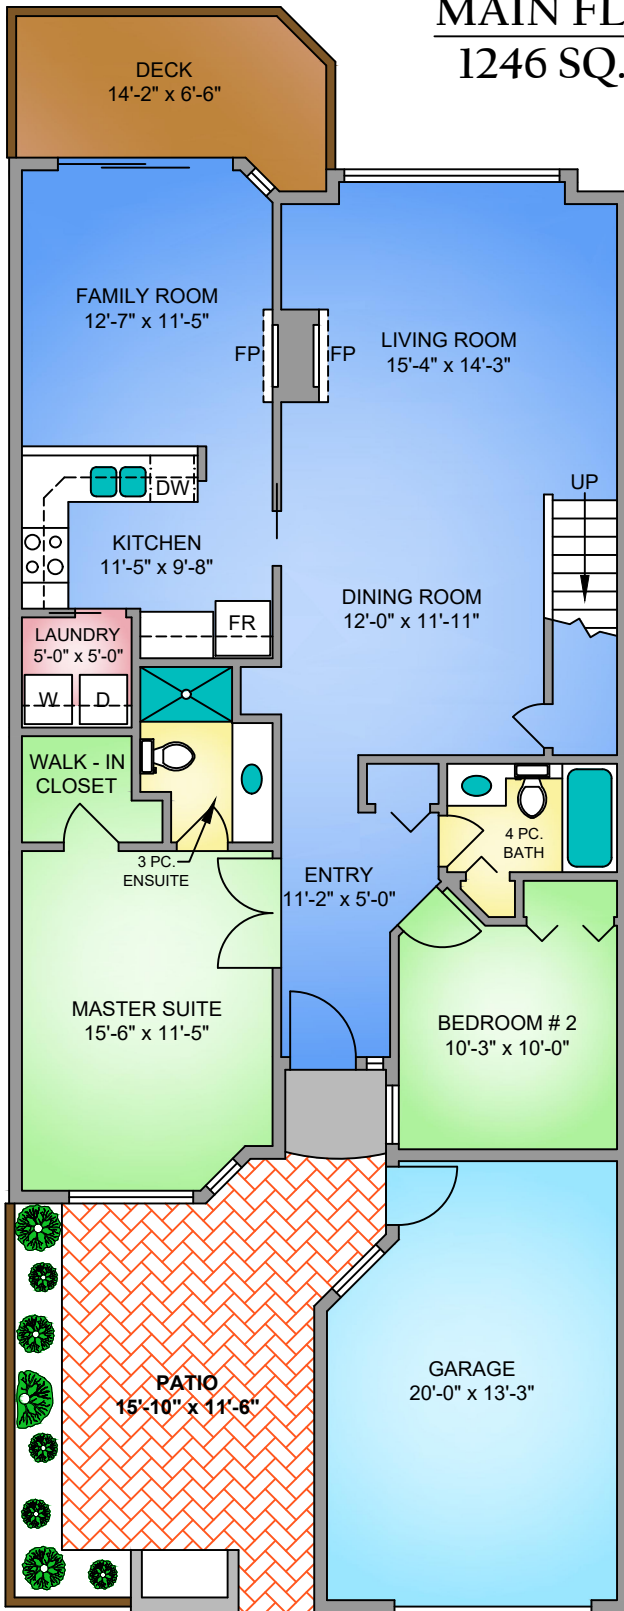 MAIN FL
1246 SQ.
DECK
14'-2" x 6'-6"
FAMILY ROOM
12'-7" x 11'-5"
LIVING ROOM
15'-4" x 14'-3"
FP
FP
UP
DW
KITCHEN
11'-5" x 9'-8"
DINING ROOM
12'-0" x 11'-11"
FR
LAUNDRY
5'-0" x 5'-0"
W
D
WALK - IN
CLOSET
3 PC.
ENSUITE
4 PC.
BATH
ENTRY
11'-2" x 5'-0"
MASTER SUITE
15'-6" x 11'-5"
BEDROOM # 2
10'-3" x 10'-0"
PATIO
15'-10" x 11'-6"
GARAGE
20'-0" x 13'-3"